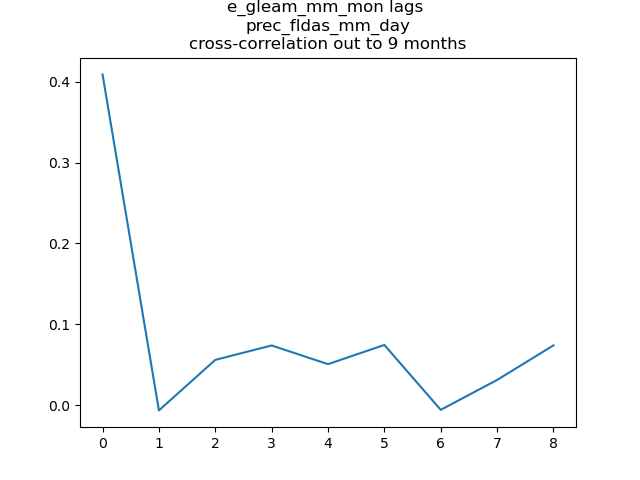 e_gleam_mm_mon lags
prec_fldas_mm_day
cross-correlation out to 9 months
0.4
0.3
0.2
0.1
0.0
0 1 2 3 4 5 6 7 8